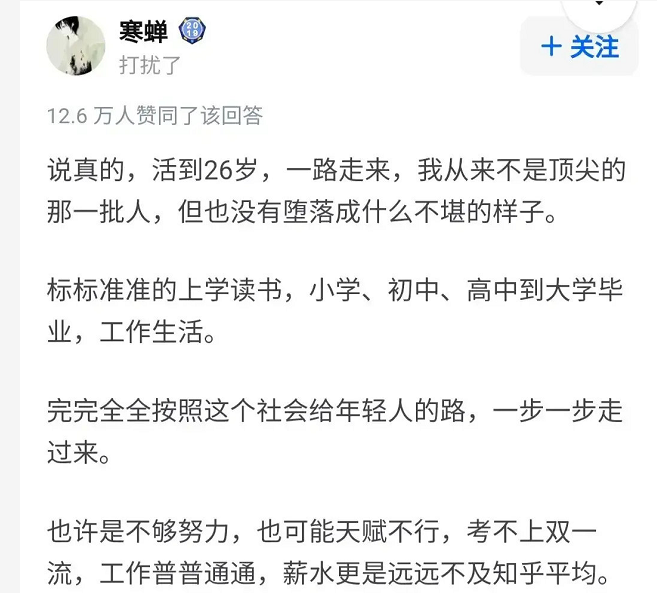 寒蝉 2019
打扰了
+ 关注
12.6 万人赞同了该回答
说真的，活到26岁，一路走来，我从来不是顶尖的
那一批人，但也没有堕落成什么不堪的样子。
标标准准的上学读书，小学、初中、高中到大学毕
业，工作生活。
完完全全按照这个社会给年轻人的路，一步一步走
过来。
也许是不够努力，也可能天赋不行，考不上双一
流，工作普普通通，薪水更是远远不及知乎平均。